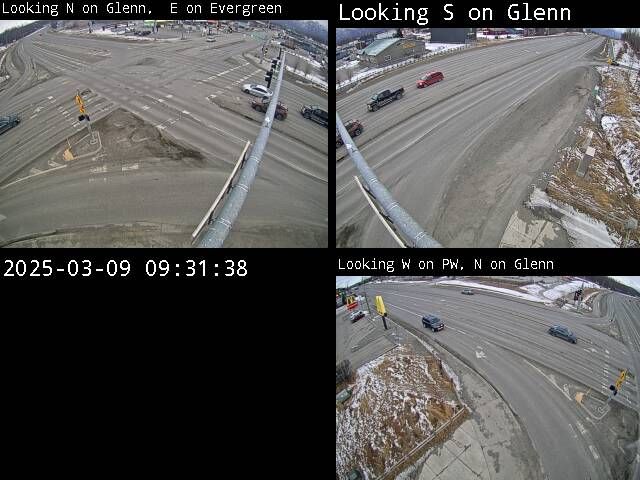 Looking N on Glenn,  E on Evergreen
Looking S on Glenn
2025-03-09 09:31:38
Looking W on PW, N on Glenn